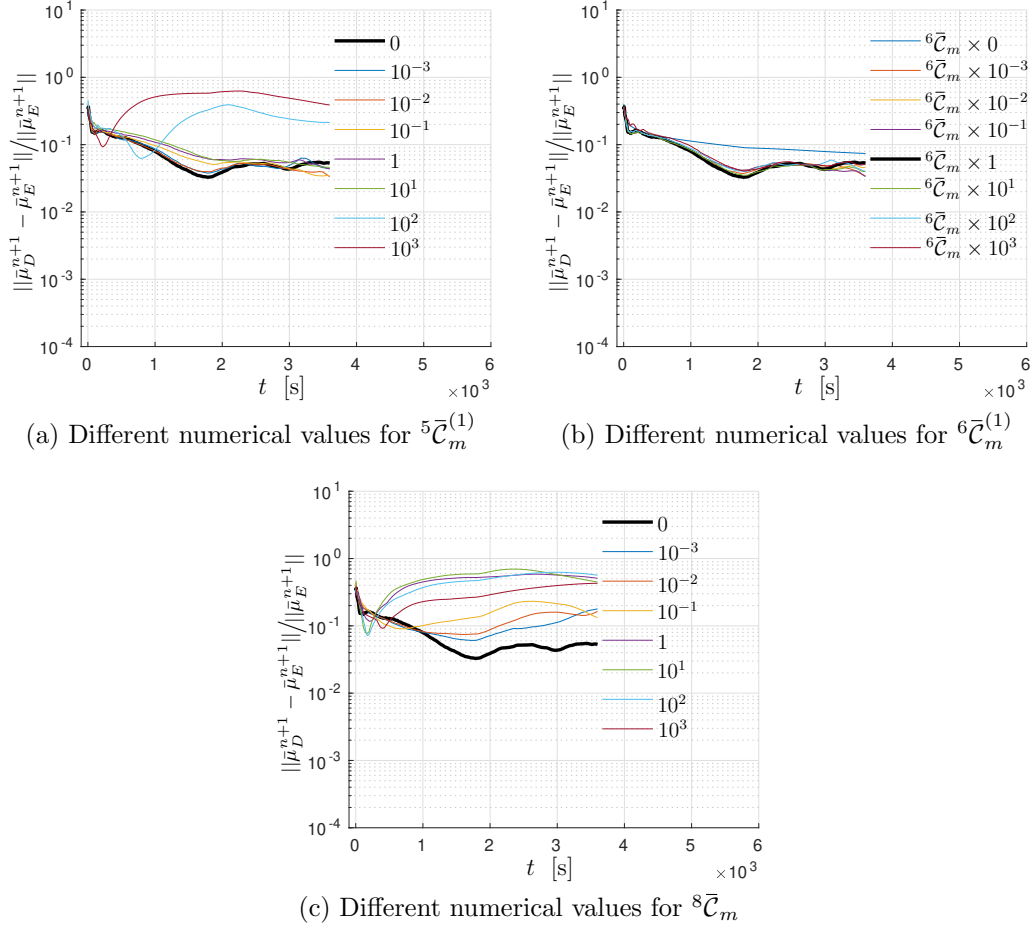 ||μ̄_D^{n+1} − μ̄_E^{n+1}||/||μ̄_E^{n+1}||
10^1
10^0
10^{-1}
10^{-2}
10^{-3}
10^{-4}
0 1 2 3 4 5 6
t [s]
×10^3
0
10^{-3}
10^{-2}
10^{-1}
1
10^1
10^2
10^3
(a) Different numerical values for ^5C̄_m^{(1)}
||μ̄_D^{n+1} − μ̄_E^{n+1}||/||μ̄_E^{n+1}||
10^1
10^0
10^{-1}
10^{-2}
10^{-3}
10^{-4}
0 1 2 3 4 5 6
t [s]
×10^3
^6C̄_m × 0
^6C̄_m × 10^{-3}
^6C̄_m × 10^{-2}
^6C̄_m × 10^{-1}
^6C̄_m × 1
^6C̄_m × 10^1
^6C̄_m × 10^2
^6C̄_m × 10^3
(b) Different numerical values for ^6C̄_m^{(1)}
||μ̄_D^{n+1} − μ̄_E^{n+1}||/||μ̄_E^{n+1}||
10^1
10^0
10^{-1}
10^{-2}
10^{-3}
10^{-4}
0 1 2 3 4 5 6
t [s]
×10^3
0
10^{-3}
10^{-2}
10^{-1}
1
10^1
10^2
10^3
(c) Different numerical values for ^8C̄_m